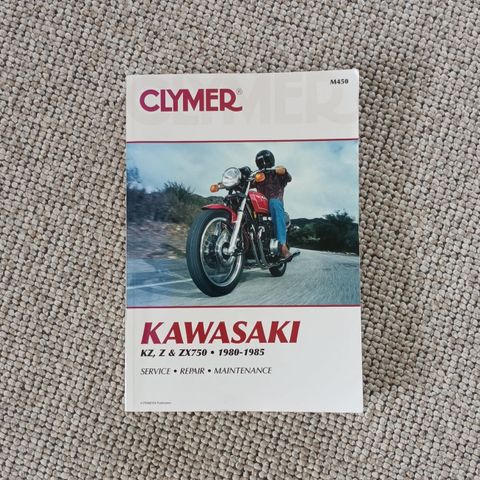 M450
CLYMER®
KAWASAKI
KZ, Z & ZX750 • 1980-1985
SERVICE • REPAIR • MAINTENANCE